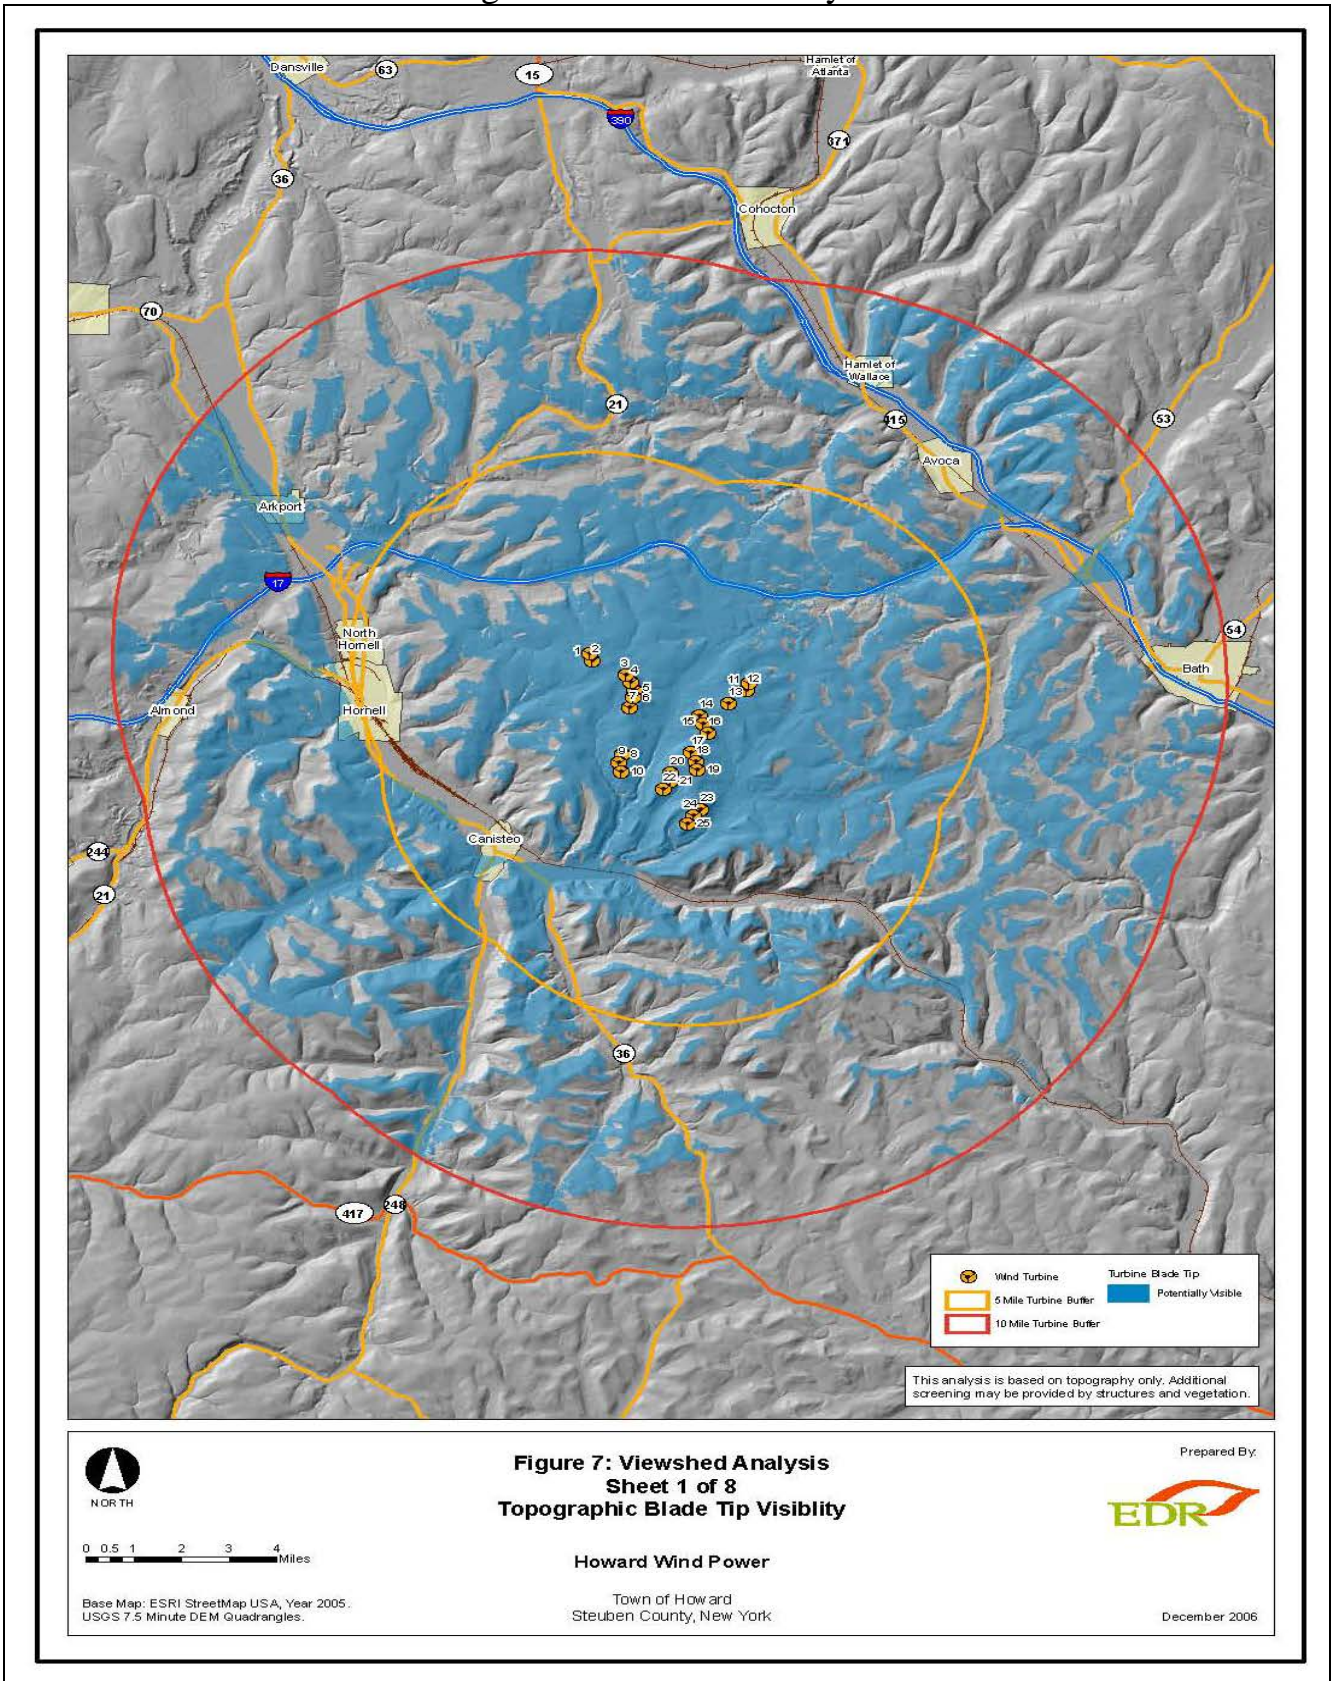 Dansville
63
15
Hamlet of
Atlanta
390
371
36
Cohocton
70
Hamlet of
Wallace
21
415
53
Avoca
Arkport
17
North
Hornell
54
Bath
Almond
Hornell
1
2
3
4
5
6
7
8
9
10
11
12
13
14
15
16
17
18
19
20
21
22
23
24
25
Canisteo
244
21
36
417
248
Wind Turbine
5 Mile Turbine Buffer
10 Mile Turbine Buffer
Turbine Blade Tip
Potentially Visible
This analysis is based on topography only. Additional
screening may be provided by structures and vegetation.
NORTH
0 0.5 1 2 3 4
Miles
Base Map: ESRI StreetMap USA, Year 2005.
USGS 7.5 Minute DEM Quadrangles.
Figure 7: Viewshed Analysis
Sheet 1 of 8
Topographic Blade Tip Visiblity
Howard Wind Power
Town of Howard
Steuben County, New York
Prepared By:
EDR
December 2006